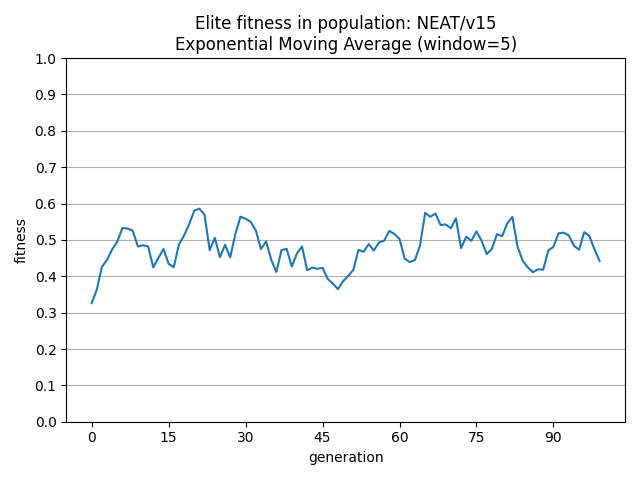 Elite fitness in population: NEAT/v15
Exponential Moving Average (window=5)
1.0
0.9
0.8
0.7
0.6
0.5
0.4
0.3
0.2
0.1
0.0
fitness
0 15 30 45 60 75 90
generation